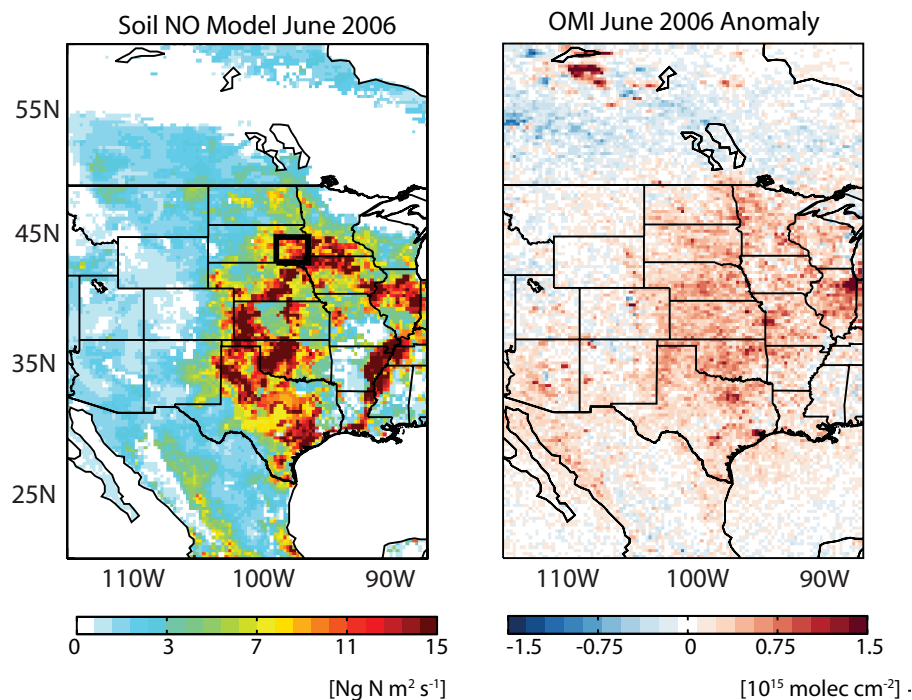 Soil NO Model June 2006
OMI June 2006 Anomaly
55N
45N
35N
25N
110W 100W 90W
110W 100W 90W
0 3 7 11 15
-1.5 -0.75 0 0.75 1.5
[Ng N m² s⁻¹]
[10¹⁵ molec cm⁻²]